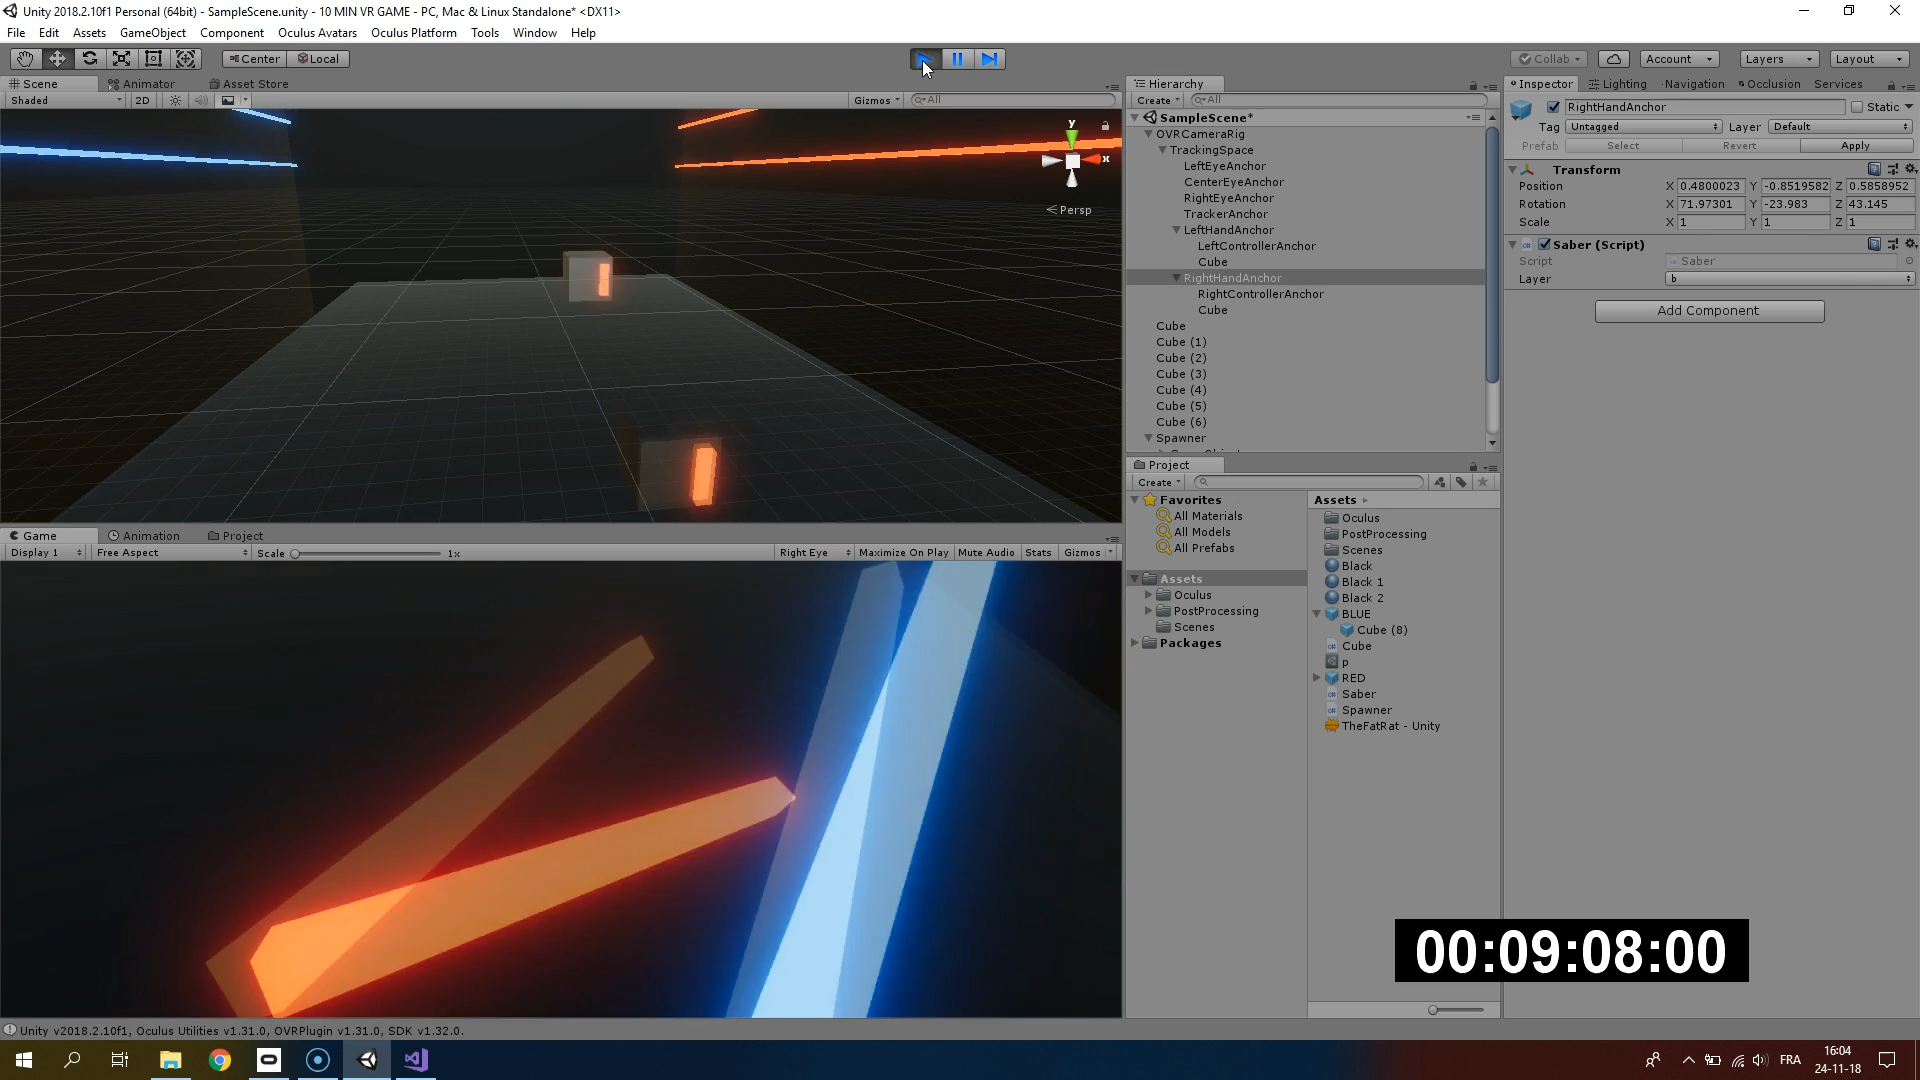 Unity 2018.2.10f1 Personal (64bit) - SampleScene.unity - 10 MIN VR GAME - PC, Mac & Linux Standalone* <DX11>
File Edit Assets GameObject Component Oculus Avatars Oculus Platform Tools Window Help
Center Local Collab Account Layers Layout
Scene Animator Asset Store
Shaded 2D Gizmos All
y
x
Persp
Game Animation Project
Display 1 Free Aspect Scale 1x Right Eye Maximize On Play Mute Audio Stats Gizmos
Hierarchy
Create All
SampleScene*
OVRCameraRig
TrackingSpace
LeftEyeAnchor
CenterEyeAnchor
RightEyeAnchor
TrackerAnchor
LeftHandAnchor
LeftControllerAnchor
Cube
RightHandAnchor
RightControllerAnchor
Cube
Cube
Cube (1)
Cube (2)
Cube (3)
Cube (4)
Cube (5)
Cube (6)
Spawner
Project
Create
Favorites
All Materials
All Models
All Prefabs
Assets
Oculus
PostProcessing
Scenes
Packages
Assets
Oculus
PostProcessing
Scenes
Black
Black 1
Black 2
BLUE
Cube (8)
Cube
p
RED
Saber
Spawner
TheFatRat - Unity
Inspector Lighting Navigation Occlusion Services
RightHandAnchor Static
Tag Untagged Layer Default
Prefab Select Revert Apply
Transform
Position X 0.4800023 Y -0.8519582 Z 0.5858952
Rotation X 71.97301 Y -23.983 Z 43.145
Scale X 1 Y 1 Z 1
Saber (Script)
Script Saber
Layer b
Add Component
00:09:08:00
Unity v2018.2.10f1, Oculus Utilities v1.31.0, OVRPlugin v1.31.0, SDK v1.32.0.
FRA
16:04
24-11-18